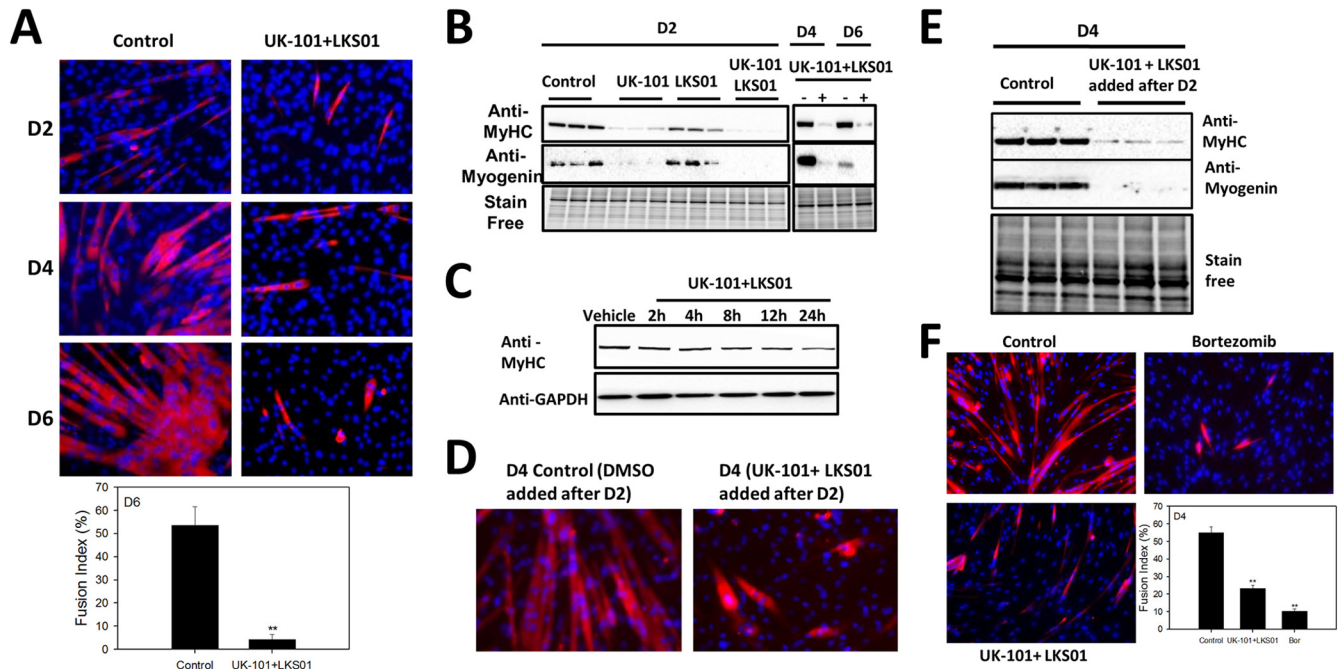 A
Control
UK-101+LKS01
D2
D4
D6
D6
Fusion Index (%)
70
60
50
40
30
20
10
0
**
Control
UK-101+LKS01
B
D2
D4
D6
Control
UK-101
LKS01
UK-101
LKS01
UK-101+LKS01
- + - +
Anti-
MyHC
Anti-
Myogenin
Stain
Free
C
UK-101+LKS01
Vehicle 2h 4h 8h 12h 24h
Anti -
MyHC
Anti-GAPDH
D
D4 Control (DMSO
added after D2)
D4 (UK-101+ LKS01
added after D2)
E
D4
Control
UK-101 + LKS01
added after D2
Anti-
MyHC
Anti-
Myogenin
Stain
free
F
Control
Bortezomib
UK-101+ LKS01
D4
Fusion Index (%)
70
60
50
40
30
20
10
0
**
**
Control
UK-101+LKS01
Bor